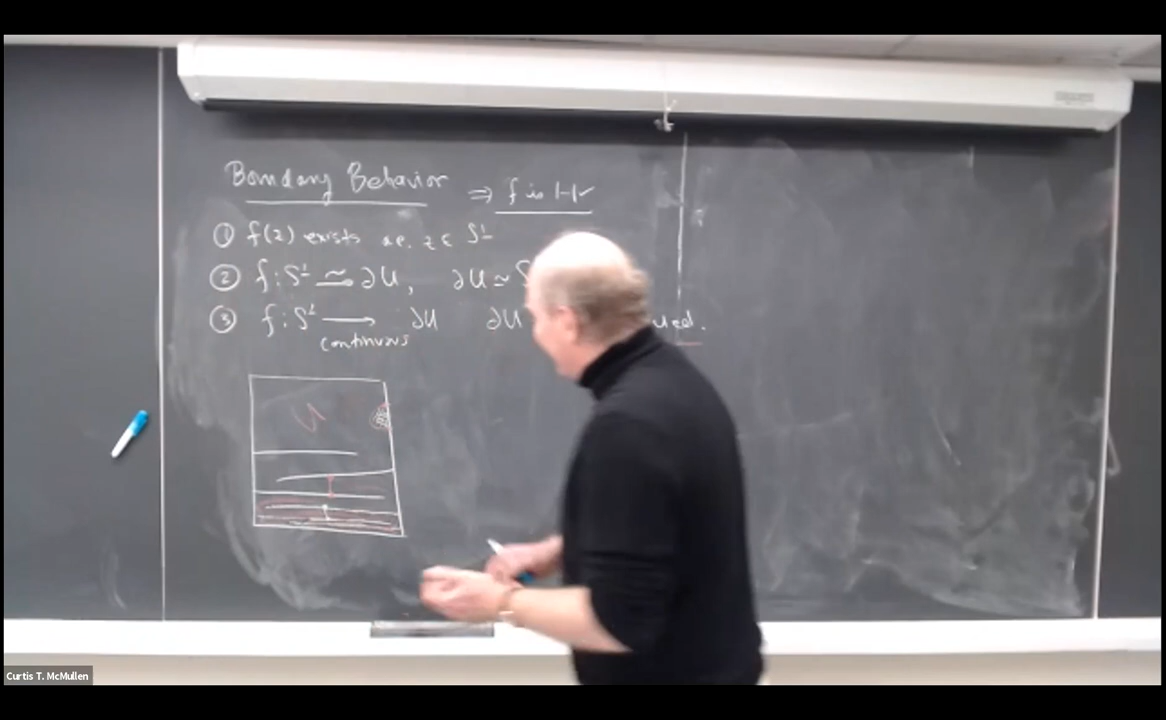 Boundary Behavior ⇒ f is 1-1
① f(z) exists a.e. z ∈ S¹
② f: S¹ ≃ ∂U, ∂U ≃ S
③ f: S¹ ⟶ ∂U ∂U
continuous
U
Curtis T. McMullen